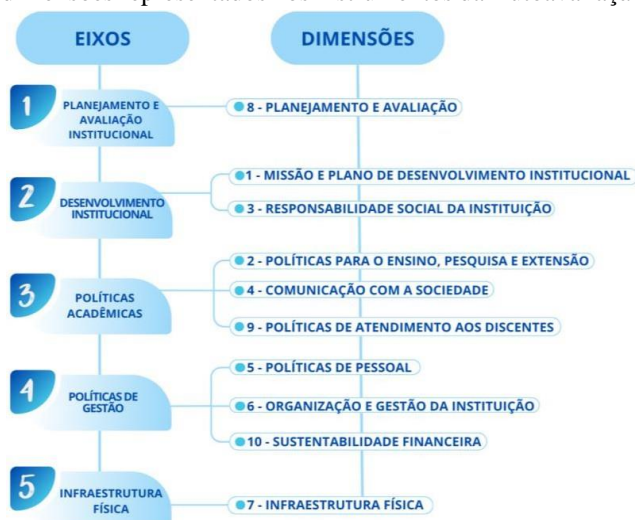 EIXOS
DIMENSÕES
1
PLANEJAMENTO E
AVALIAÇÃO
INSTITUCIONAL
8 - PLANEJAMENTO E AVALIAÇÃO
2
DESENVOLVIMENTO
INSTITUCIONAL
1 - MISSÃO E PLANO DE DESENVOLVIMENTO INSTITUCIONAL
3 - RESPONSABILIDADE SOCIAL DA INSTITUIÇÃO
3
POLÍTICAS
ACADÊMICAS
2 - POLÍTICAS PARA O ENSINO, PESQUISA E EXTENSÃO
4 - COMUNICAÇÃO COM A SOCIEDADE
9 - POLÍTICAS DE ATENDIMENTO AOS DISCENTES
4
POLÍTICAS DE
GESTÃO
5 - POLÍTICAS DE PESSOAL
6 - ORGANIZAÇÃO E GESTÃO DA INSTITUIÇÃO
10 - SUSTENTABILIDADE FINANCEIRA
5
INFRAESTRUTURA
FÍSICA
7 - INFRAESTRUTURA FÍSICA